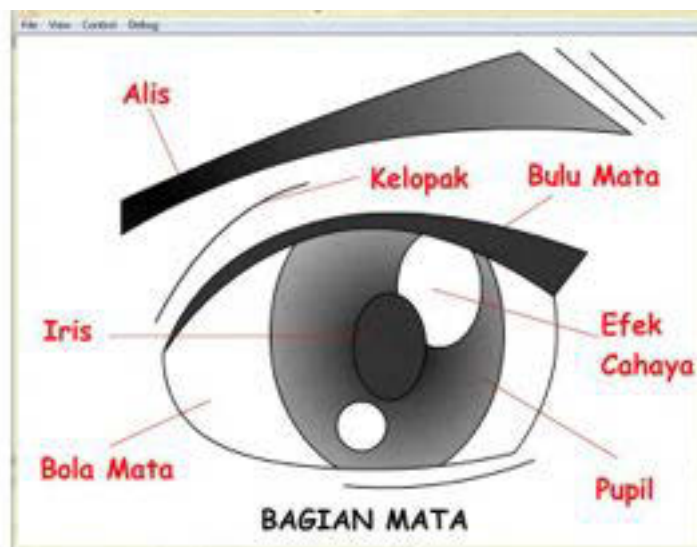 File View Control Debug
Alis
Kelopak
Bulu Mata
Iris
Efek
Cahaya
Bola Mata
Pupil
BAGIAN MATA